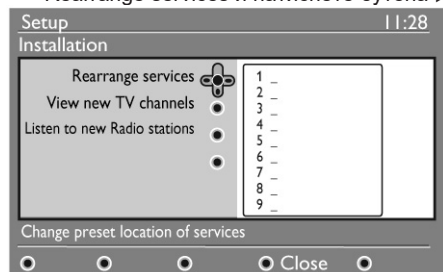 Setup 11:28
Installation
Rearrange services
View new TV channels
Listen to new Radio stations
1 _
2 _
3 _
4 _
5 _
6 _
7 _
8 _
9 _
Change preset location of services
Close